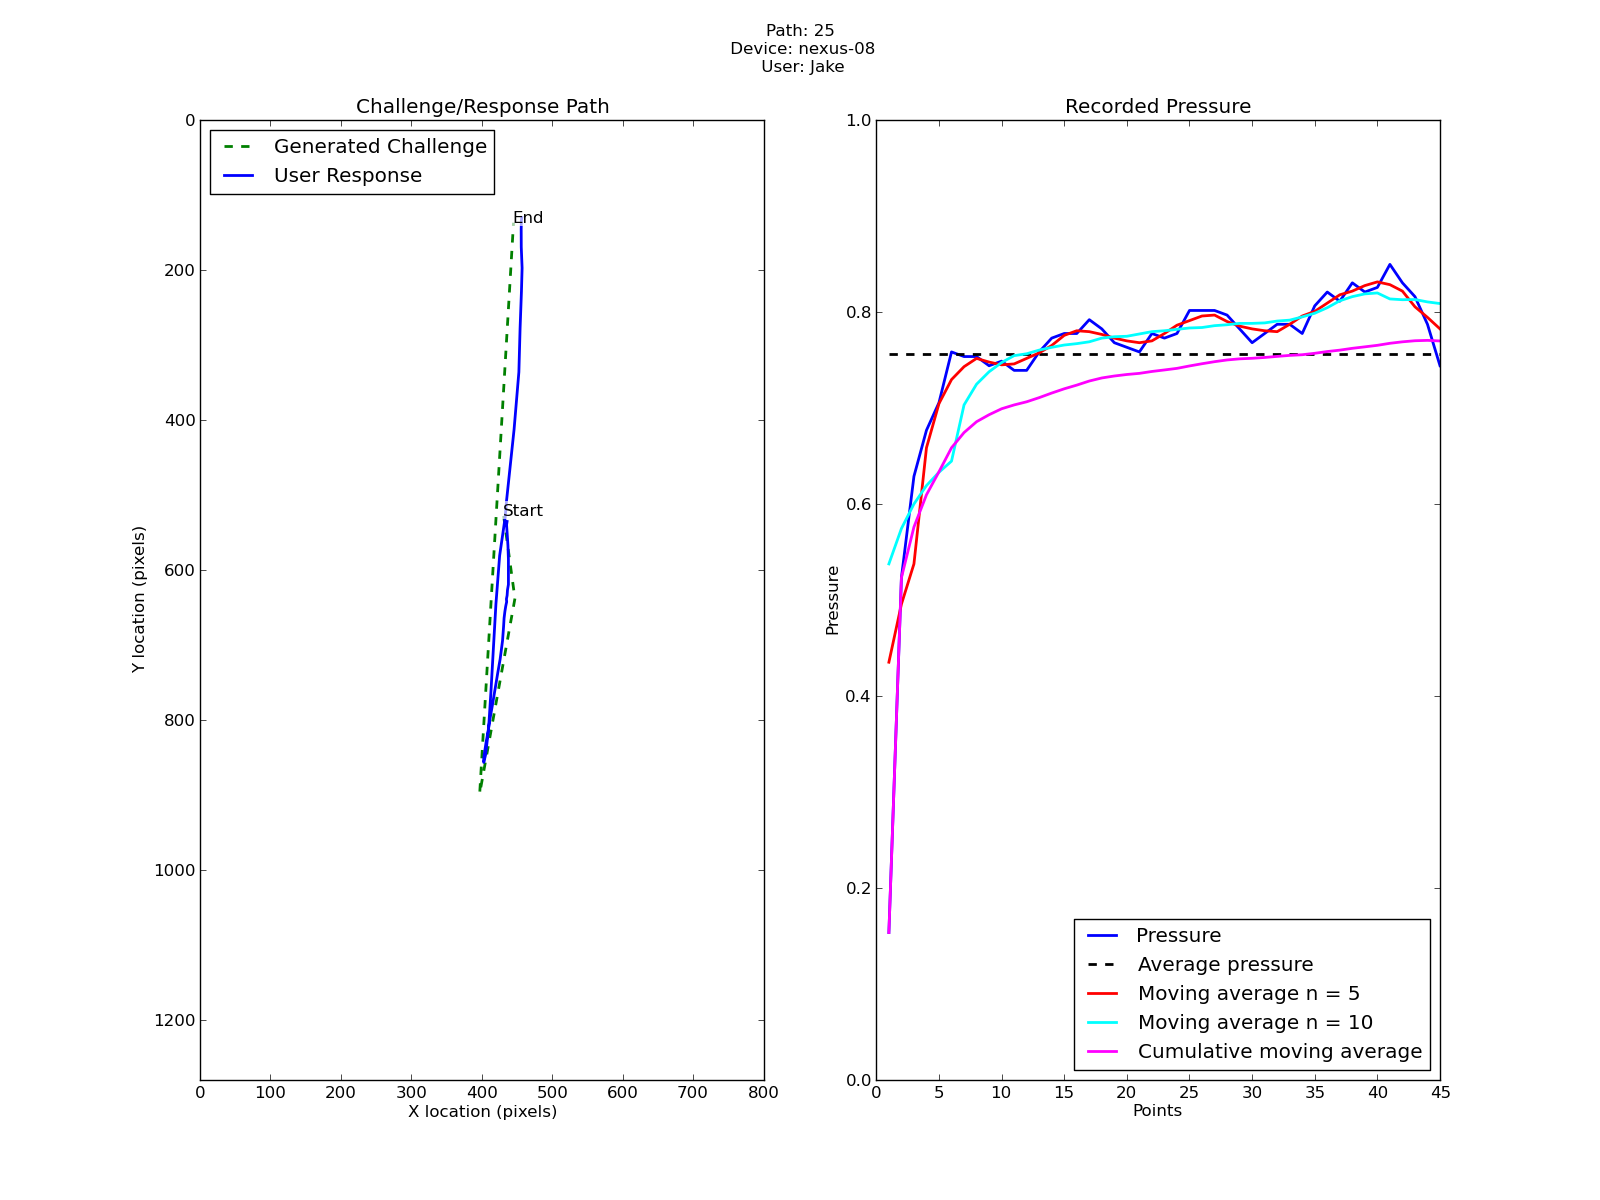 Path: 25
Device: nexus-08
User: Jake
Challenge/Response Path
0
200
400
600
800
1000
1200
Y location (pixels)
Generated Challenge
User Response
End
Start
0 100 200 300 400 500 600 700 800
X location (pixels)
Recorded Pressure
1.0
0.8
0.6
0.4
0.2
0.0
Pressure
Pressure
Average pressure
Moving average n = 5
Moving average n = 10
Cumulative moving average
0 5 10 15 20 25 30 35 40 45
Points